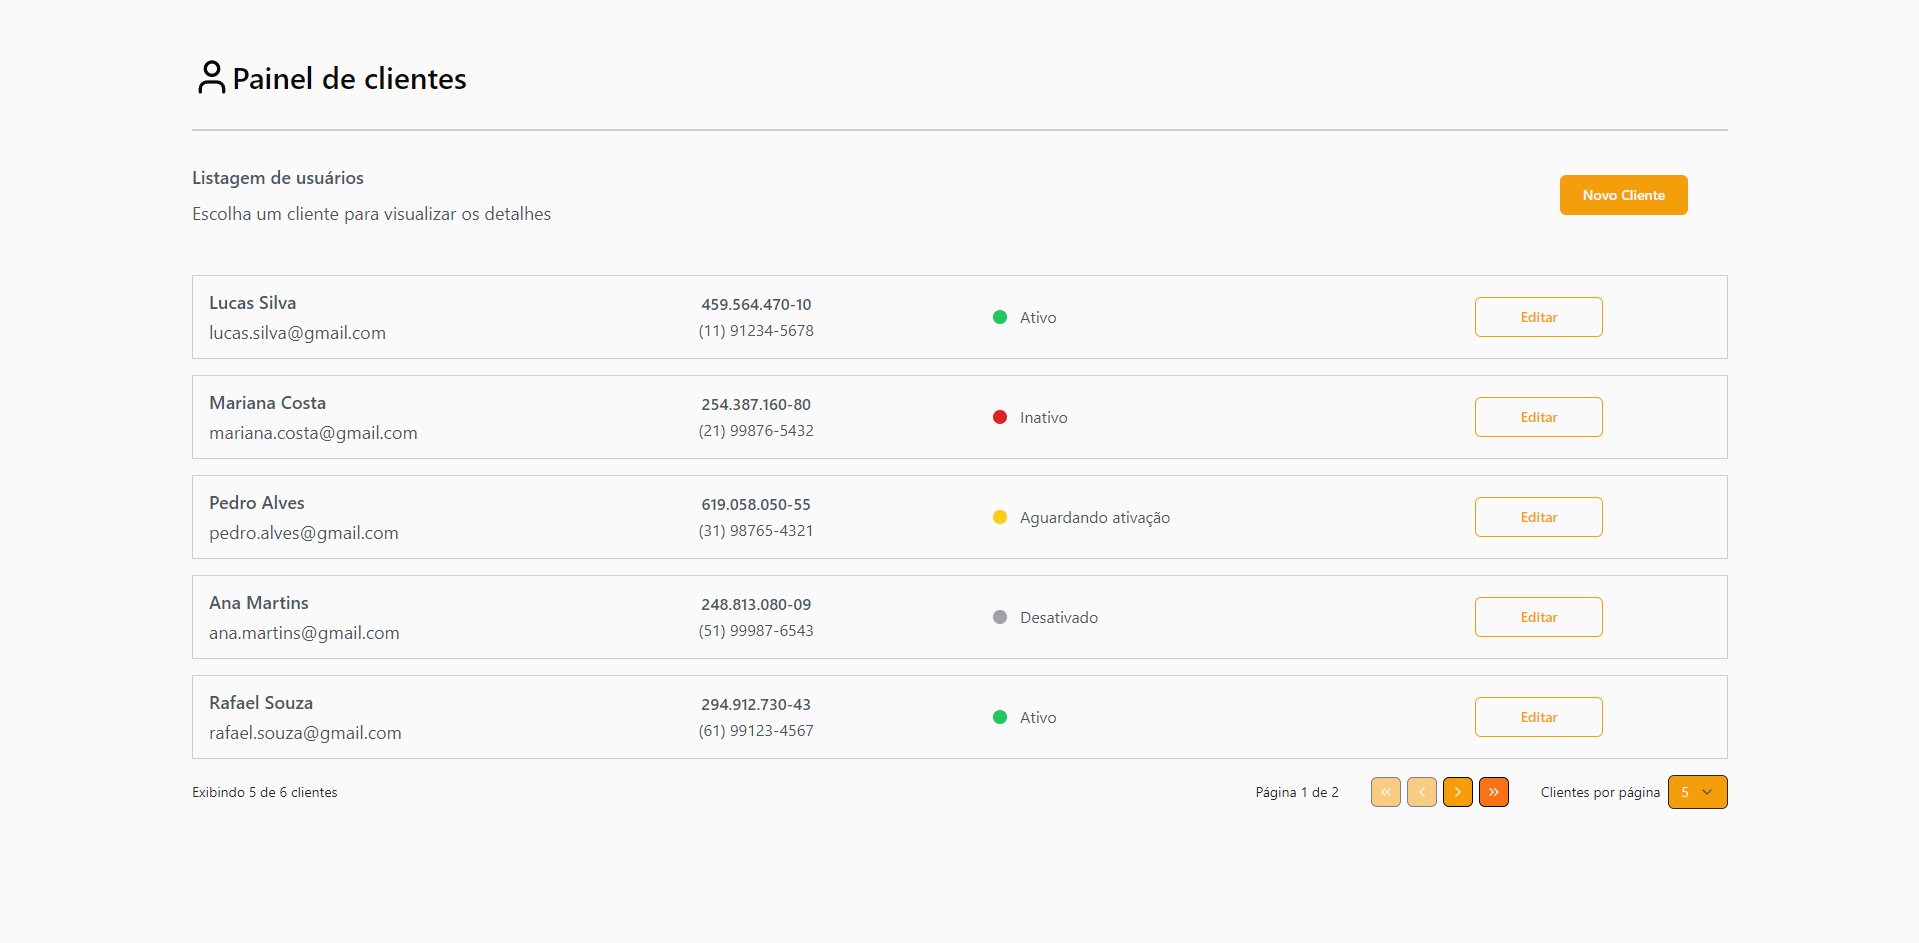 Painel de clientes
Listagem de usuários
Escolha um cliente para visualizar os detalhes
Novo Cliente
Lucas Silva
lucas.silva@gmail.com
459.564.470-10
(11) 91234-5678
Ativo
Editar
Mariana Costa
mariana.costa@gmail.com
254.387.160-80
(21) 99876-5432
Inativo
Editar
Pedro Alves
pedro.alves@gmail.com
619.058.050-55
(31) 98765-4321
Aguardando ativação
Editar
Ana Martins
ana.martins@gmail.com
248.813.080-09
(51) 99987-6543
Desativado
Editar
Rafael Souza
rafael.souza@gmail.com
294.912.730-43
(61) 99123-4567
Ativo
Editar
Exibindo 5 de 6 clientes
Página 1 de 2
Clientes por página
5